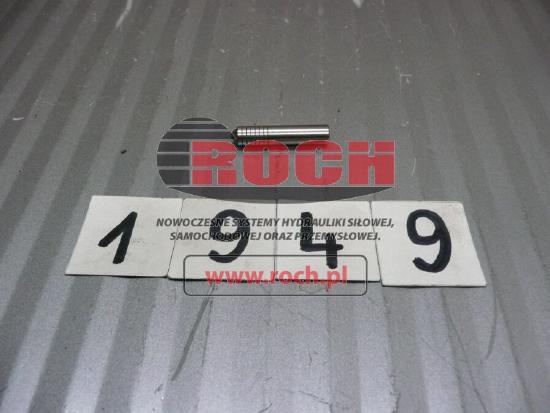 ROCH
NOWOCZESNE SYSTEMY HYDRAULIKI SIŁOWEJ,
SAMOCHODOWEJ ORAZ PRZEMYSŁOWEJ.
1 9 4 9
www.roch.pl